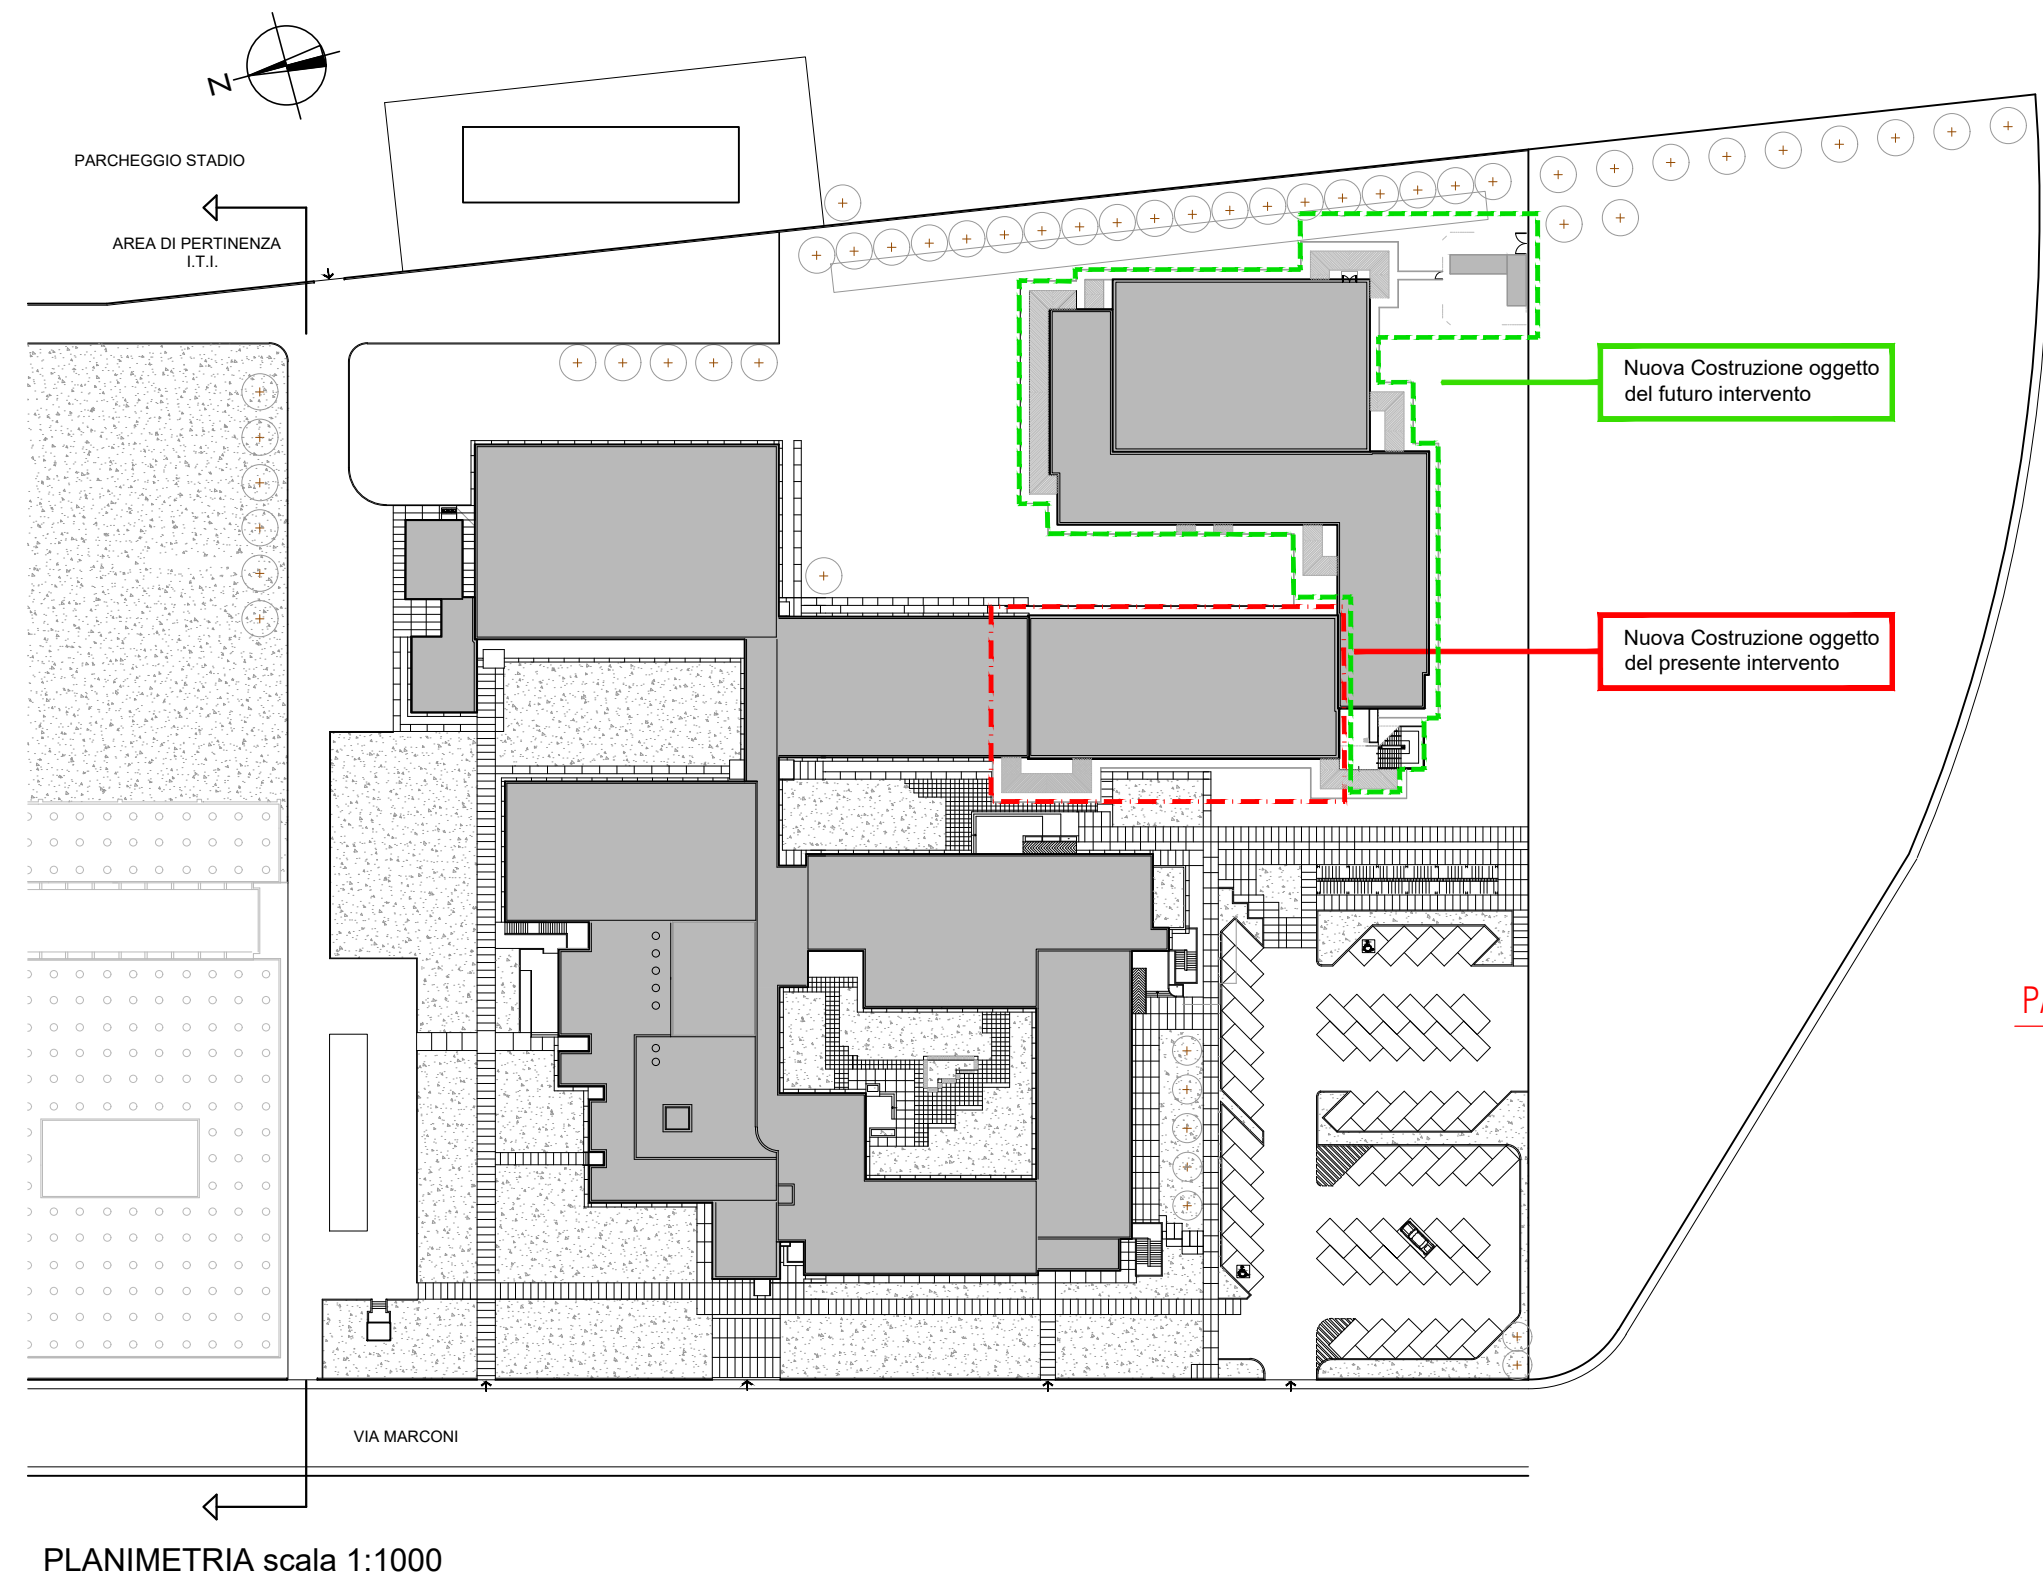 N
PARCHEGGIO STADIO
AREA DI PERTINENZA
I.T.I.
Nuova Costruzione oggetto
del futuro intervento
Nuova Costruzione oggetto
del presente intervento
VIA MARCONI
PLANIMETRIA scala 1:1000